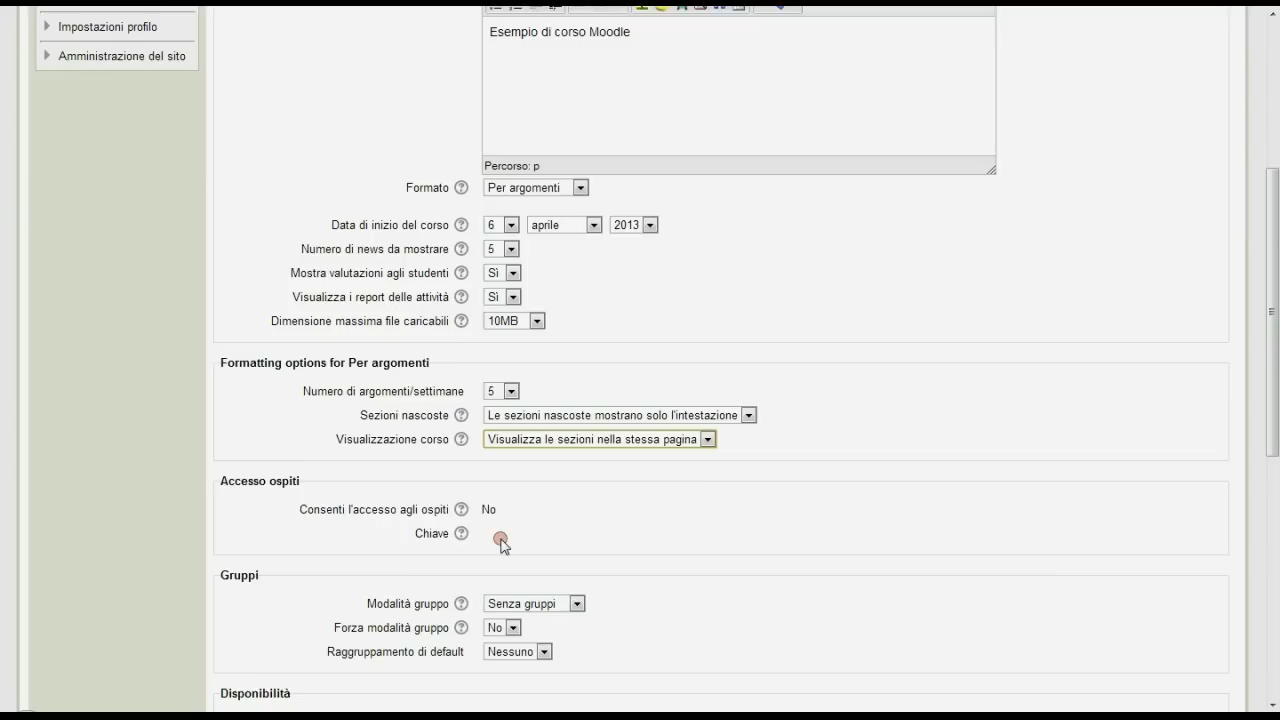 Impostazioni profilo
Amministrazione del sito
Esempio di corso Moodle
Percorso: p
Formato Per argomenti
Data di inizio del corso 6 aprile 2013
Numero di news da mostrare 5
Mostra valutazioni agli studenti Sì
Visualizza i report delle attività Sì
Dimensione massima file caricabili 10MB
Formatting options for Per argomenti
Numero di argomenti/settimane 5
Sezioni nascoste Le sezioni nascoste mostrano solo l'intestazione
Visualizzazione corso Visualizza le sezioni nella stessa pagina
Accesso ospiti
Consenti l'accesso agli ospiti No
Chiave
Gruppi
Modalità gruppo Senza gruppi
Forza modalità gruppo No
Raggruppamento di default Nessuno
Disponibilità